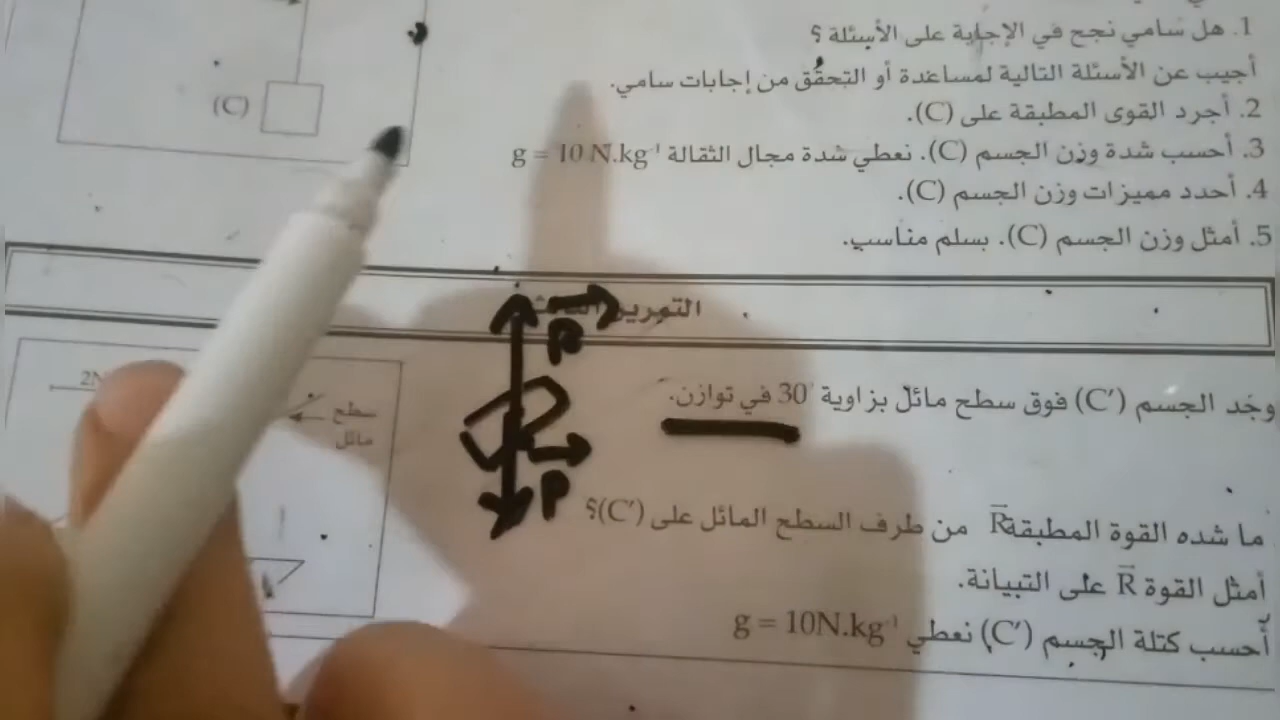 1. هل سامي نجح في الإجابة على الأسئلة ؟
أجيب عن الأسئلة التالية لمساعدة أو التحقق من إجابات سامي.
2. أجرد القوى المطبقة على (C).
3. أحسب شدة وزن الجسم (C). نعطي شدة مجال الثقالة g = 10 N.kg⁻¹
4. أحدد مميزات وزن الجسم (C).
5. أمثل وزن الجسم (C). بسلم مناسب.
(C)
التمرين
R
وجد الجسم (C') فوق سطح مائل بزاوية 30° في توازن.
2N
سطح
مائل
P
ما شده القوة المطبقة R من طرف السطح المائل على (C')؟
أمثل القوة R على التبيانة.
أحسب كتلة الجسم (C') نعطي g = 10N.kg⁻¹